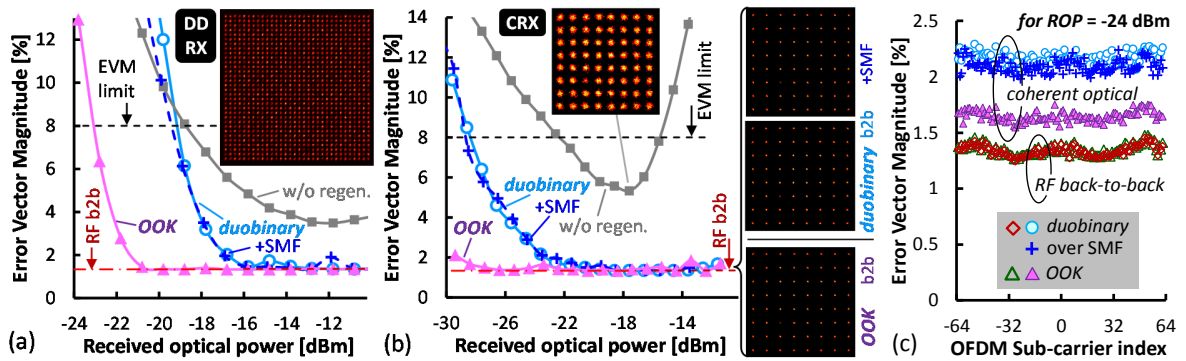 Error Vector Magnitude [%]
12
10
8
6
4
2
0
DD
RX
EVM
limit
w/o regen.
OOK
duobinary
+SMF
RF b2b
-24 -22 -20 -18 -16 -14 -12
(a)
Received optical power [dBm]
Error Vector Magnitude [%]
14
12
10
8
6
4
2
0
CRX
EVM limit
duobinary
+SMF
w/o regen.
OOK
RF b2b
-30 -26 -22 -18 -14
(b)
Received optical power [dBm]
+SMF
duobinary b2b
OOK b2b
for ROP = -24 dBm
Error Vector Magnitude [%]
2.5
2
1.5
1
0.5
0
coherent optical
RF back-to-back
duobinary
over SMF
OOK
-64 -32 0 32 64
(c)
OFDM Sub-carrier index